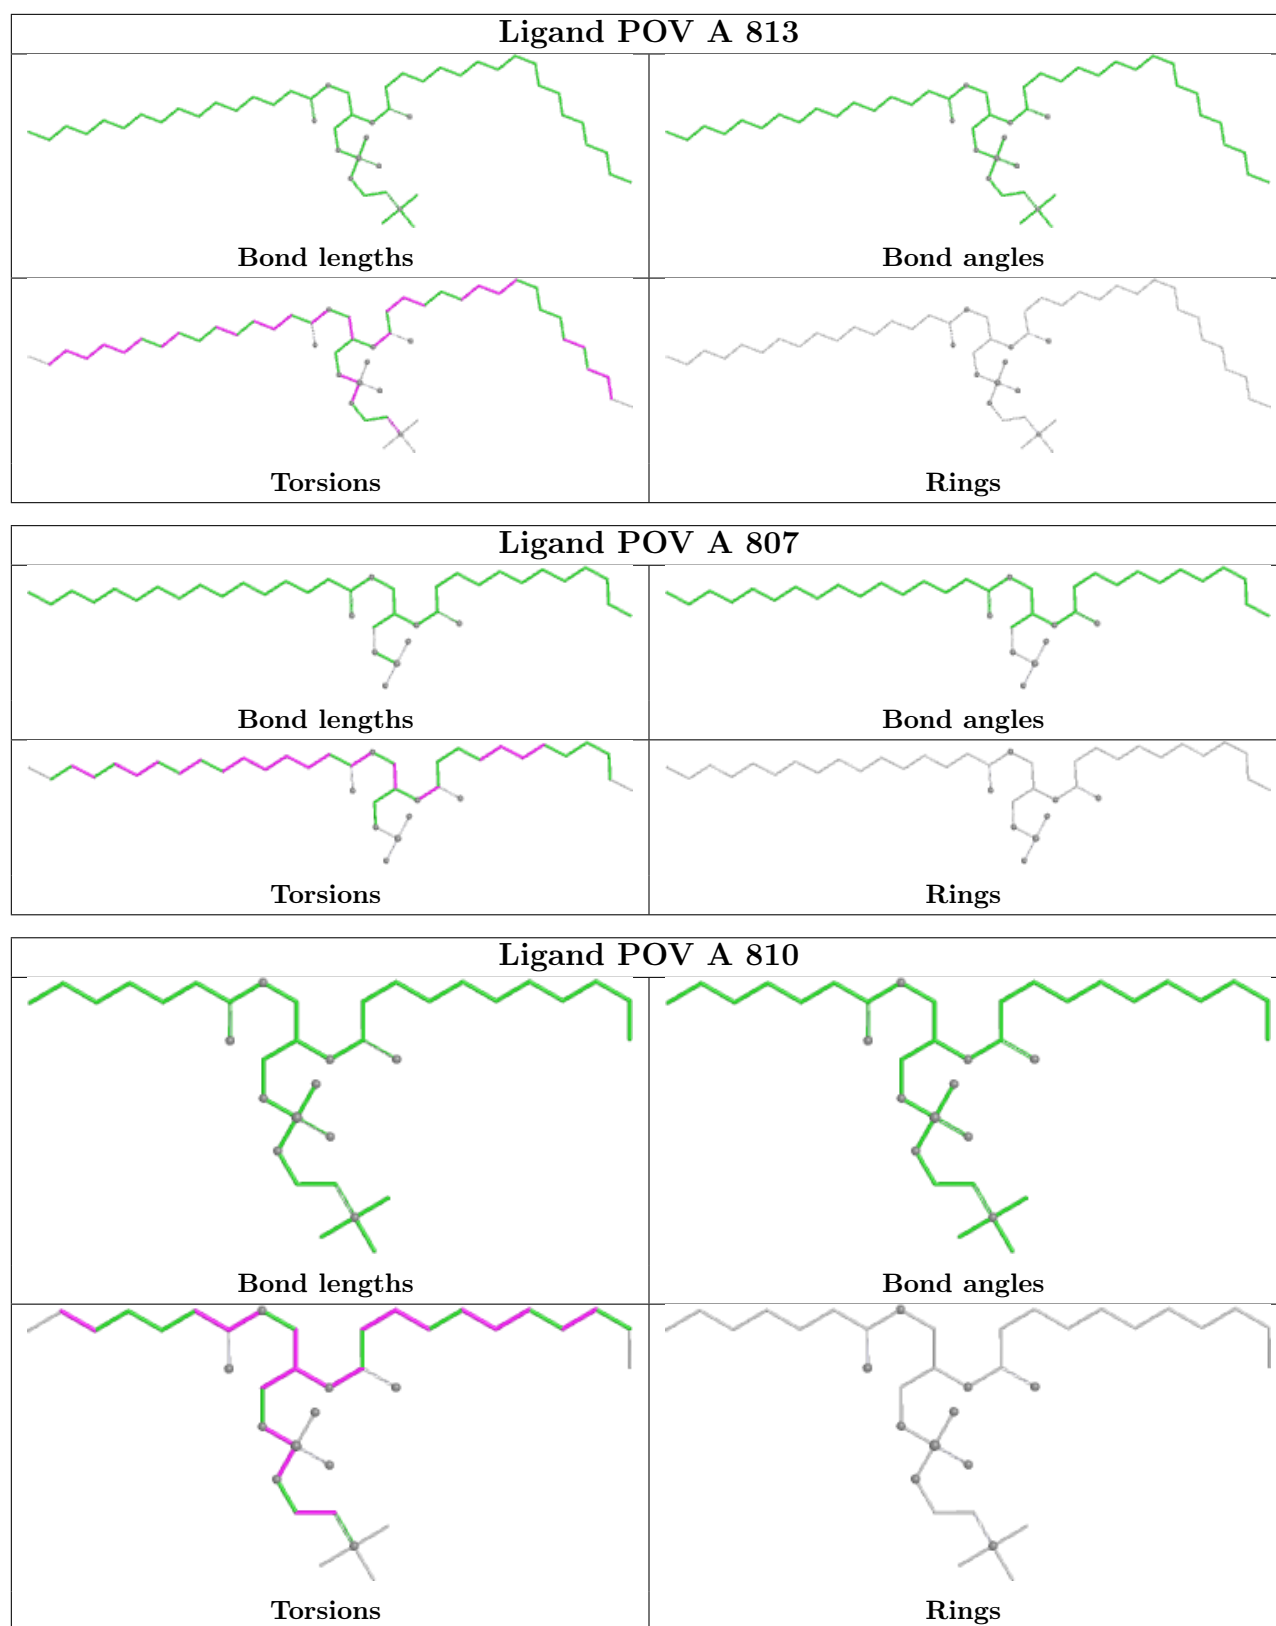 Ligand POV A 813
Bond lengths
Bond angles
Torsions
Rings
Ligand POV A 807
Bond lengths
Bond angles
Torsions
Rings
Ligand POV A 810
Bond lengths
Bond angles
Torsions
Rings